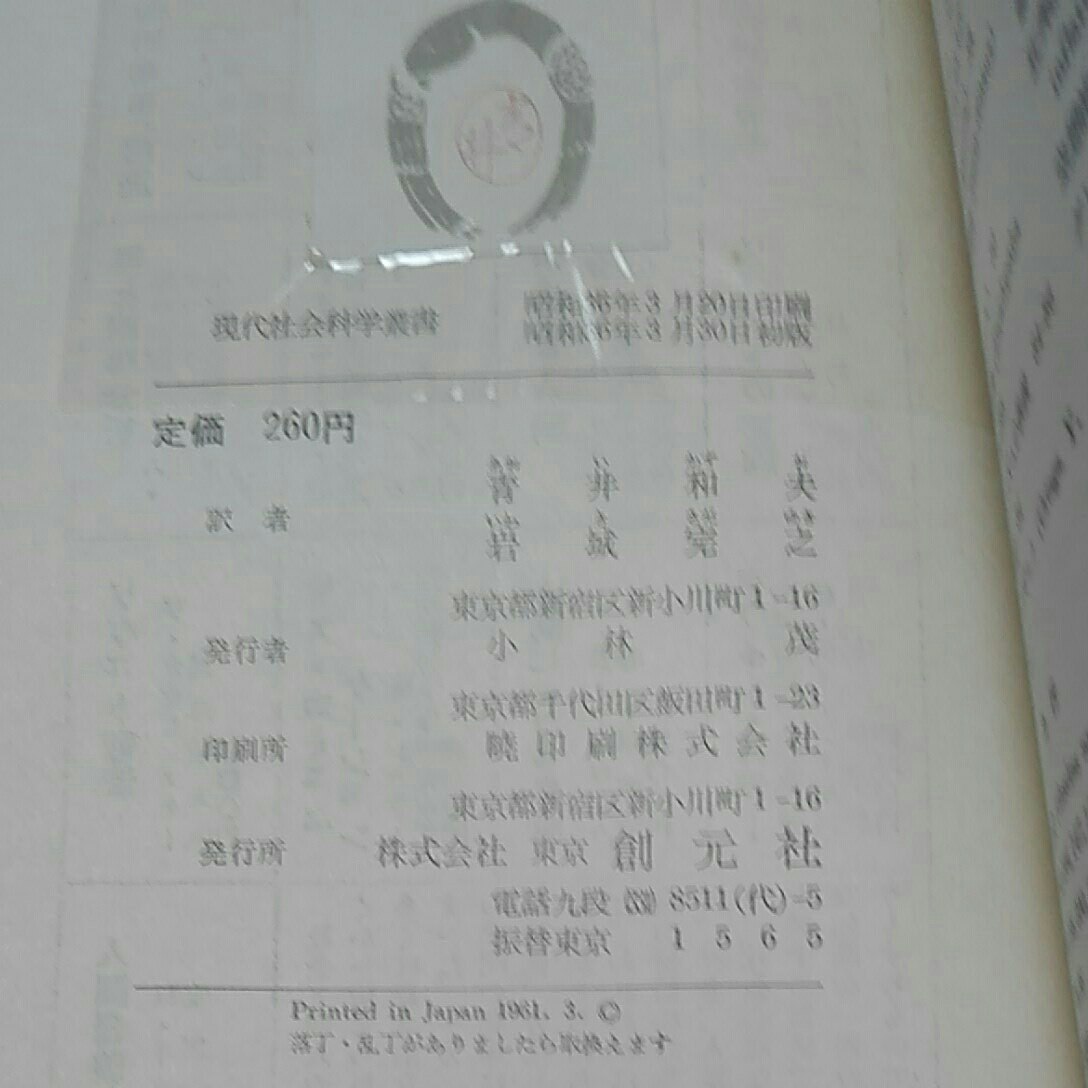 現代社会科学叢書
昭和36年3月20日印刷
昭和36年3月30日初版
定価 260円
訳者
青井和夫
岩城完之
東京都新宿区新小川町1-16
発行者 小林茂
東京都千代田区飯田町1-23
印刷所 暁印刷株式会社
東京都新宿区新小川町1-16
発行所 株式会社 東京 創元社
電話九段 8511(代)-5
振替東京 1565
Printed in Japan 1961. 3. ©
落丁・乱丁がありましたら取換えます